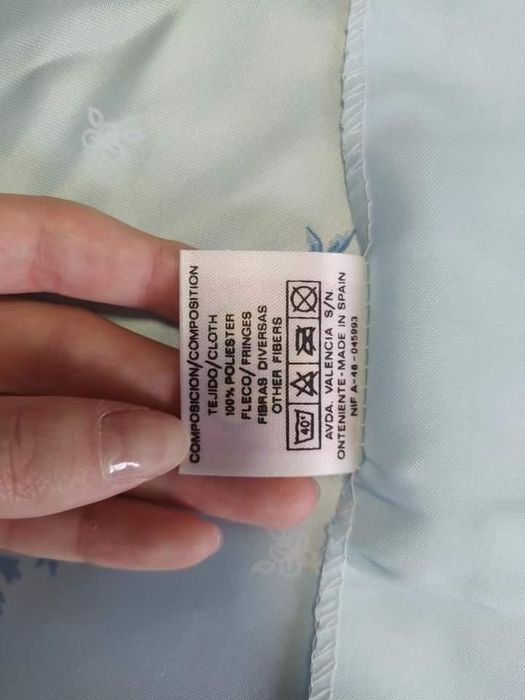 COMPOSICION/COMPOSITION
TEJIDO/CLOTH
100% POLIESTER
FLECO/FRINGES
FIBRAS DIVERSAS
OTHER FIBERS
40°
AVDA. VALENCIA S/N.
ONTENIENTE-MADE IN SPAIN
NIF A-46-045993